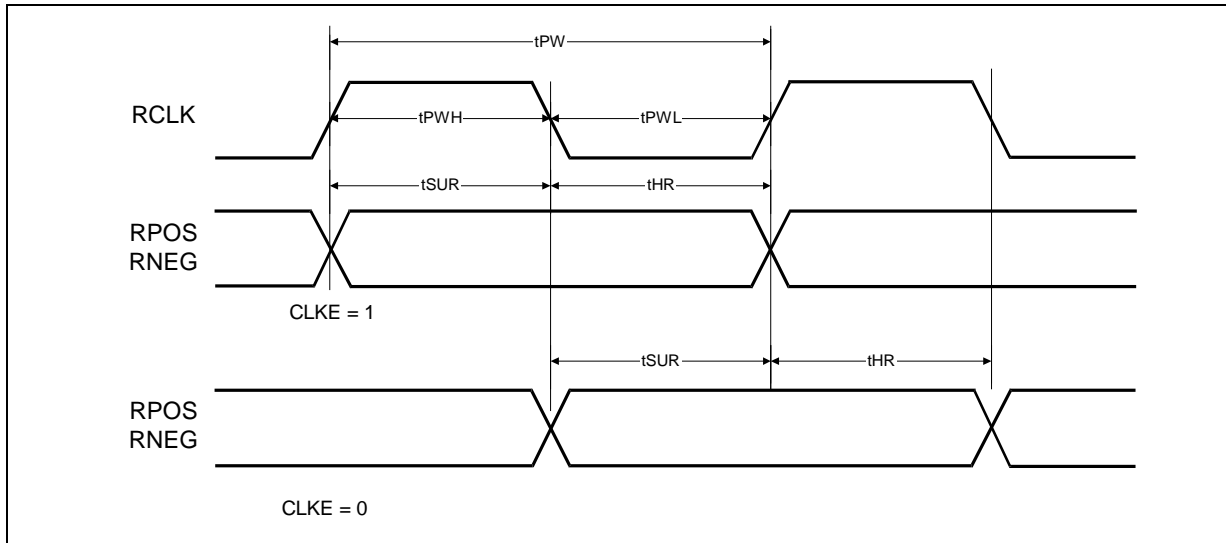 tPW
RCLK
tPWH
tPWL
tSUR
tHR
RPOS
RNEG
CLKE = 1
tSUR
tHR
RPOS
RNEG
CLKE = 0